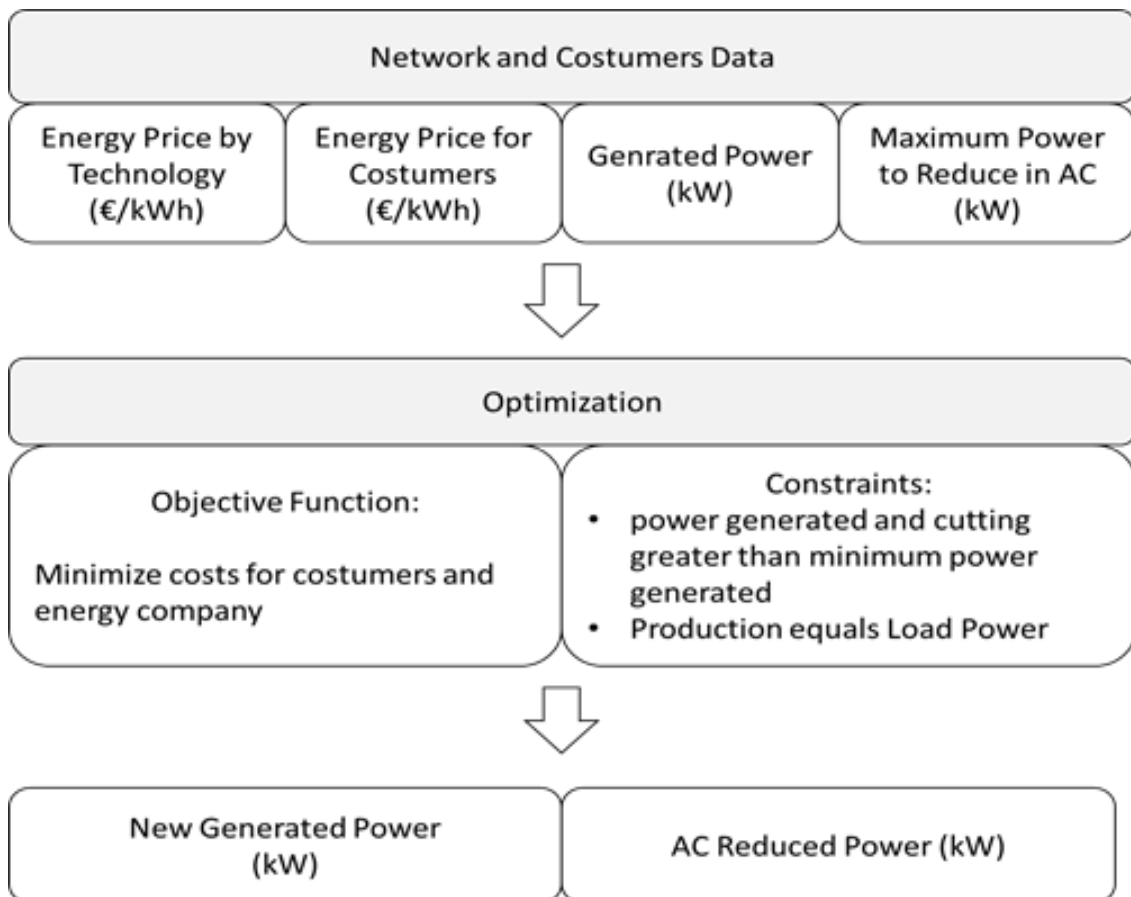 Network and Costumers Data
Energy Price by
Technology
(€/kWh)
Energy Price for
Costumers
(€/kWh)
Genrated Power
(kW)
Maximum Power
to Reduce in AC
(kW)
Optimization
Objective Function:
Minimize costs for costumers and
energy company
Constraints:
• power generated and cutting
greater than minimum power
generated
• Production equals Load Power
New Generated Power
(kW)
AC Reduced Power (kW)